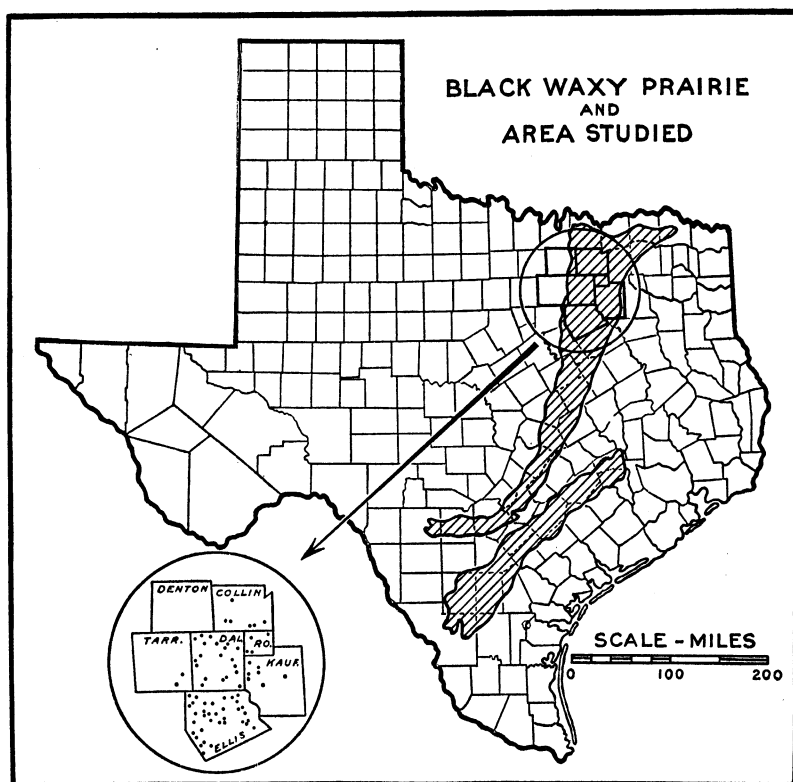 BLACK WAXY PRAIRIE
AND
AREA STUDIED
DENTON
COLLIN
TARR.
DAL.
RO.
KAUF.
ELLIS
SCALE - MILES
0 100 200